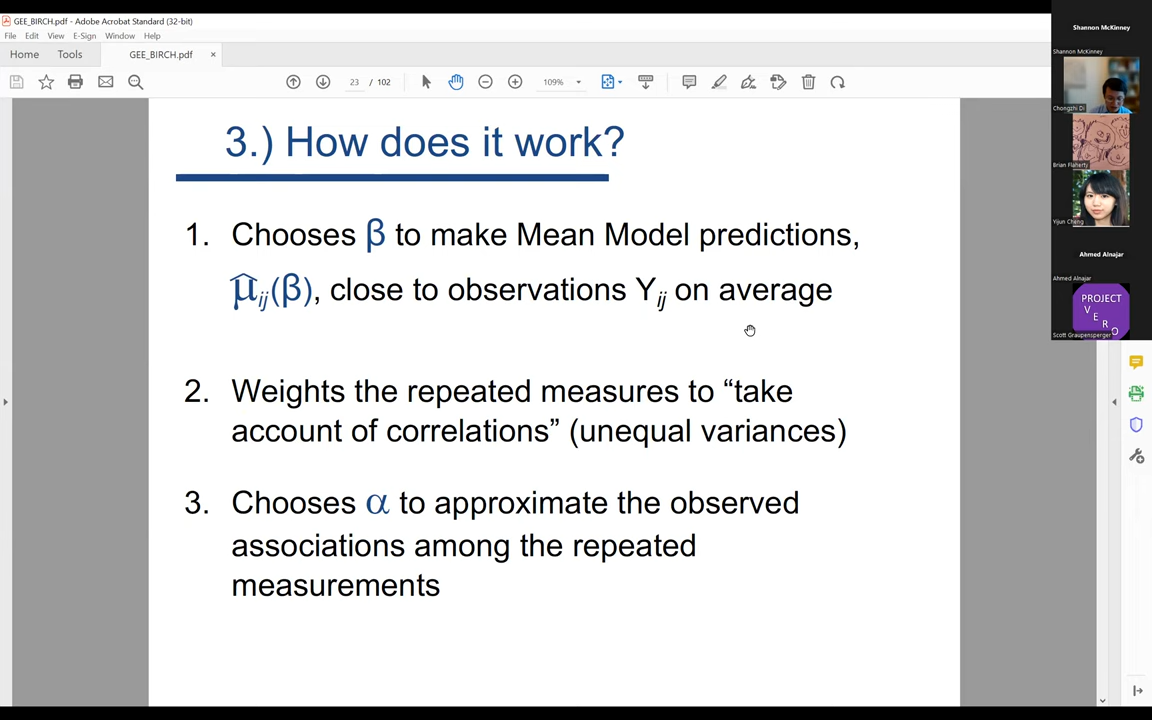 GEE_BIRCH.pdf - Adobe Acrobat Standard (32-bit)
File Edit View E-Sign Window Help
Home Tools GEE_BIRCH.pdf ×
23 / 102 109%
3.) How does it work?
1. Chooses β to make Mean Model predictions,
μ̂ij(β), close to observations Yij on average
2. Weights the repeated measures to “take
account of correlations” (unequal variances)
3. Chooses α to approximate the observed
associations among the repeated
measurements
Shannon McKinney
Shannon McKinney
Chongzhi Di
Brian Flaherty
Yijun Cheng
Ahmed Alnajar
Ahmed Alnajar
PROJECT
V
E
R
O
Scott Graupensperger